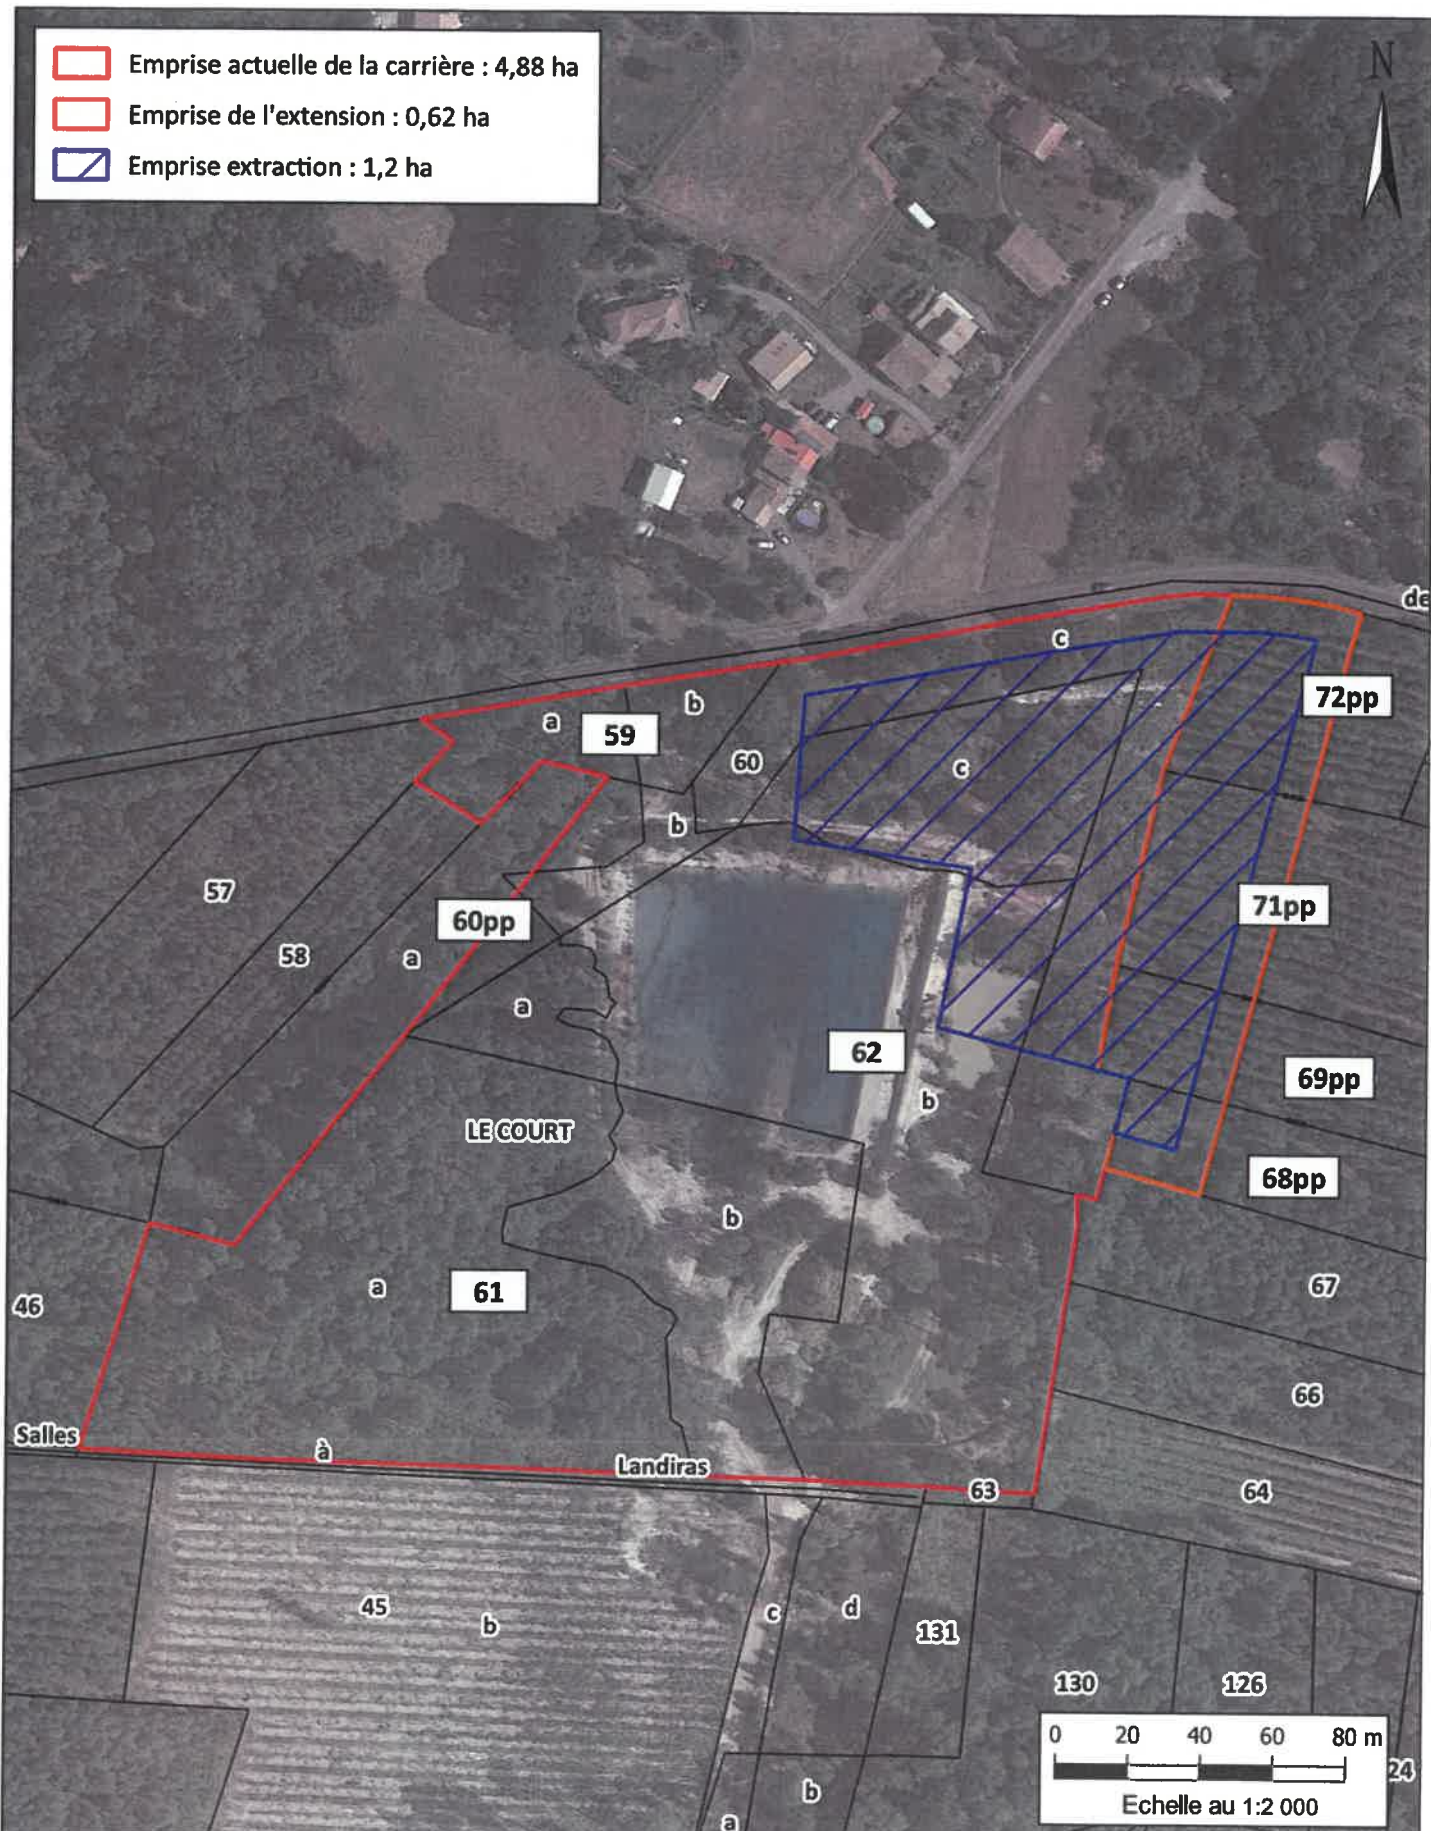 Emprise actuelle de la carrière : 4,88 ha
Emprise de l'extension : 0,62 ha
Emprise extraction : 1,2 ha
N
de
c
72pp
b
a
59
60
c
b
57
60pp
71pp
58
a
a
62
69pp
b
LE COURT
68pp
b
a
61
67
46
66
Salles
à
Landiras
63
64
45
b
c
d
131
130
126
24
b
a
0 20 40 60 80 m
Echelle au 1:2 000